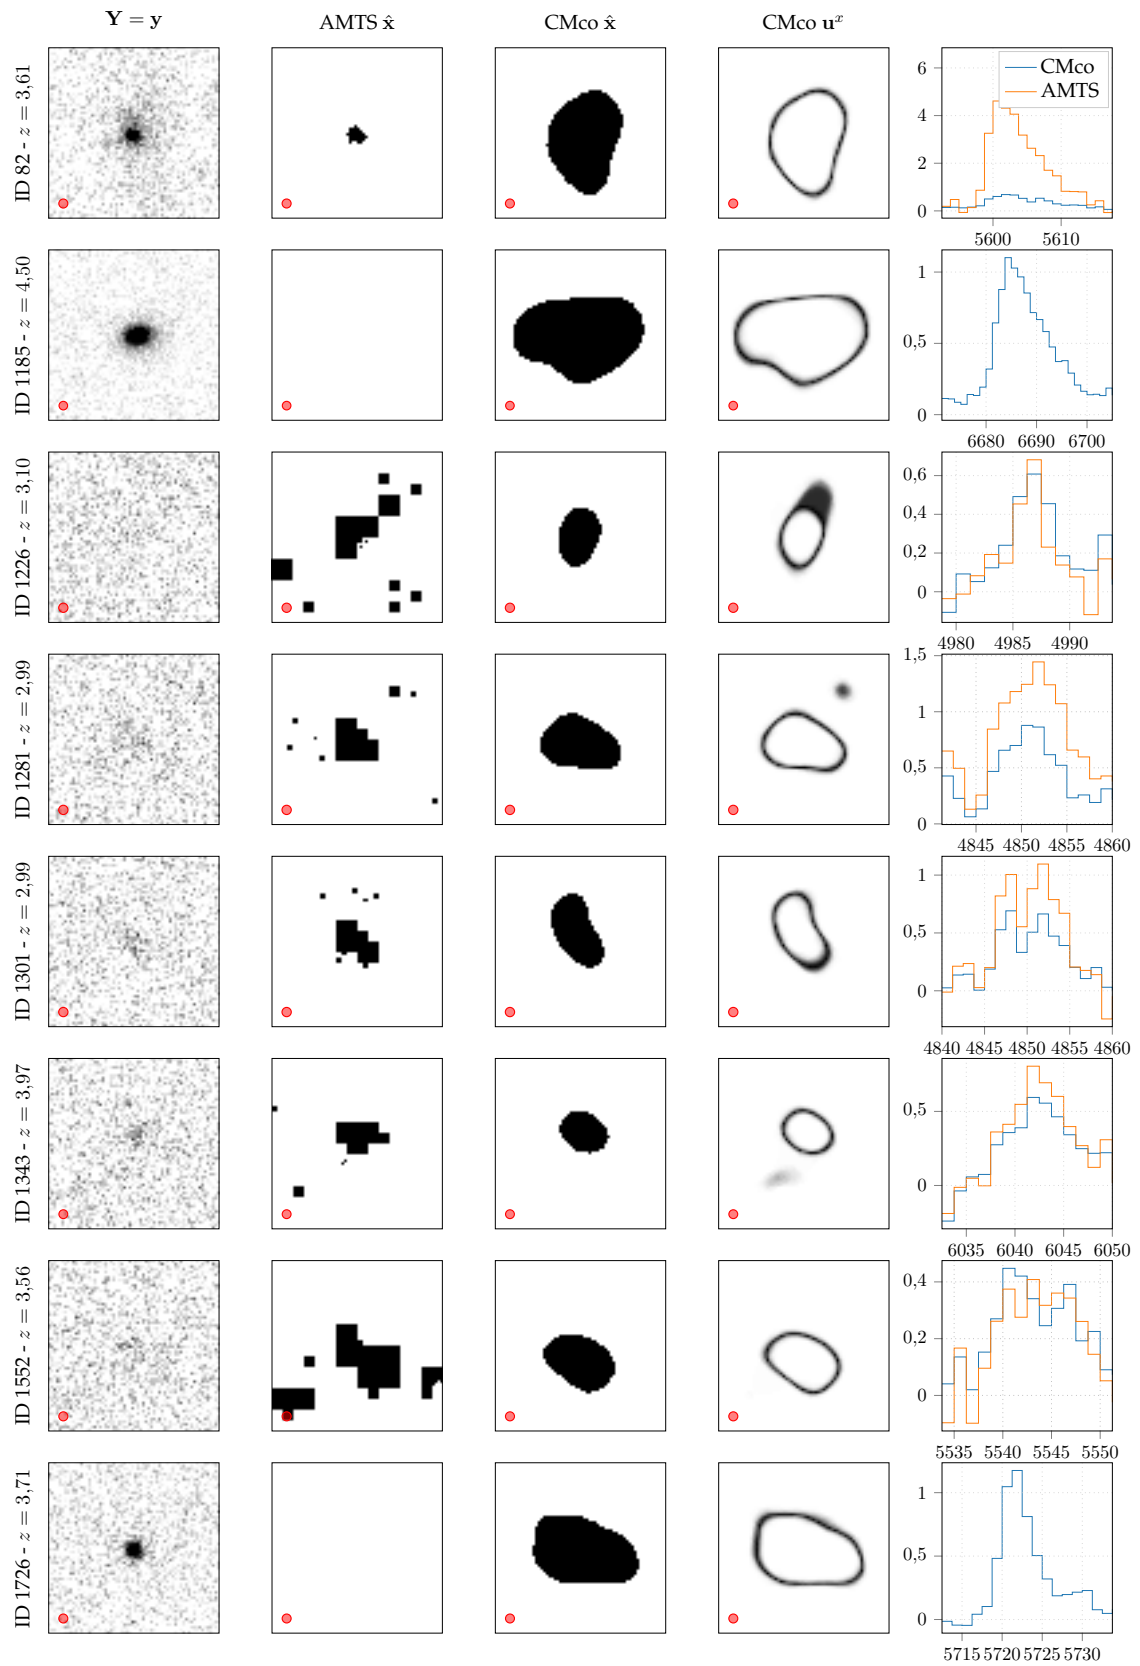 Y = y
AMTS x̂
CMco x̂
CMco uˣ
ID 82 - z = 3,61
CMco
AMTS
6
4
2
0
5600 5610
ID 1185 - z = 4,50
1
0,5
0
6680 6690 6700
ID 1226 - z = 3,10
0,6
0,4
0,2
0
4980 4985 4990
ID 1281 - z = 2,99
1,5
1
0,5
0
4845 4850 4855 4860
ID 1301 - z = 2,99
1
0,5
0
4840 4845 4850 4855 4860
ID 1343 - z = 3,97
0,5
0
6035 6040 6045 6050
ID 1552 - z = 3,56
0,4
0,2
0
5535 5540 5545 5550
ID 1726 - z = 3,71
1
0,5
0
5715 5720 5725 5730